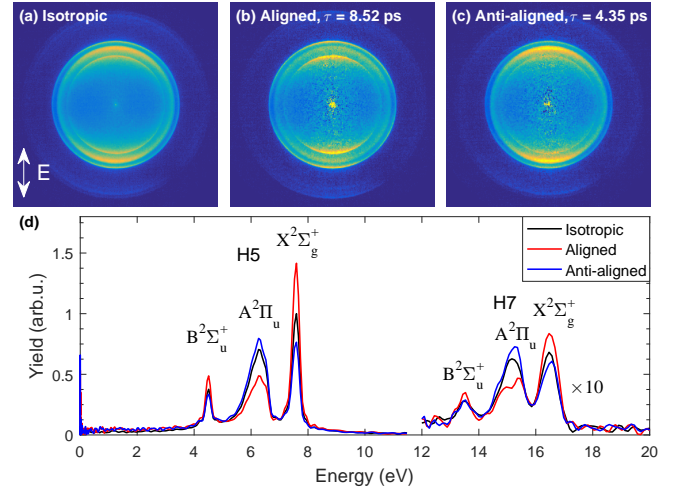 (a) Isotropic
(b) Aligned, τ = 8.52 ps
(c) Anti-aligned, τ = 4.35 ps
E
(d)
Yield (arb.u.)
1.5
1
0.5
0
H5
X²Σg⁺
A²Πu
B²Σu⁺
Isotropic
Aligned
Anti-aligned
H7
X²Σg⁺
A²Πu
B²Σu⁺
×10
0 2 4 6 8 10 12 14 16 18 20
Energy (eV)